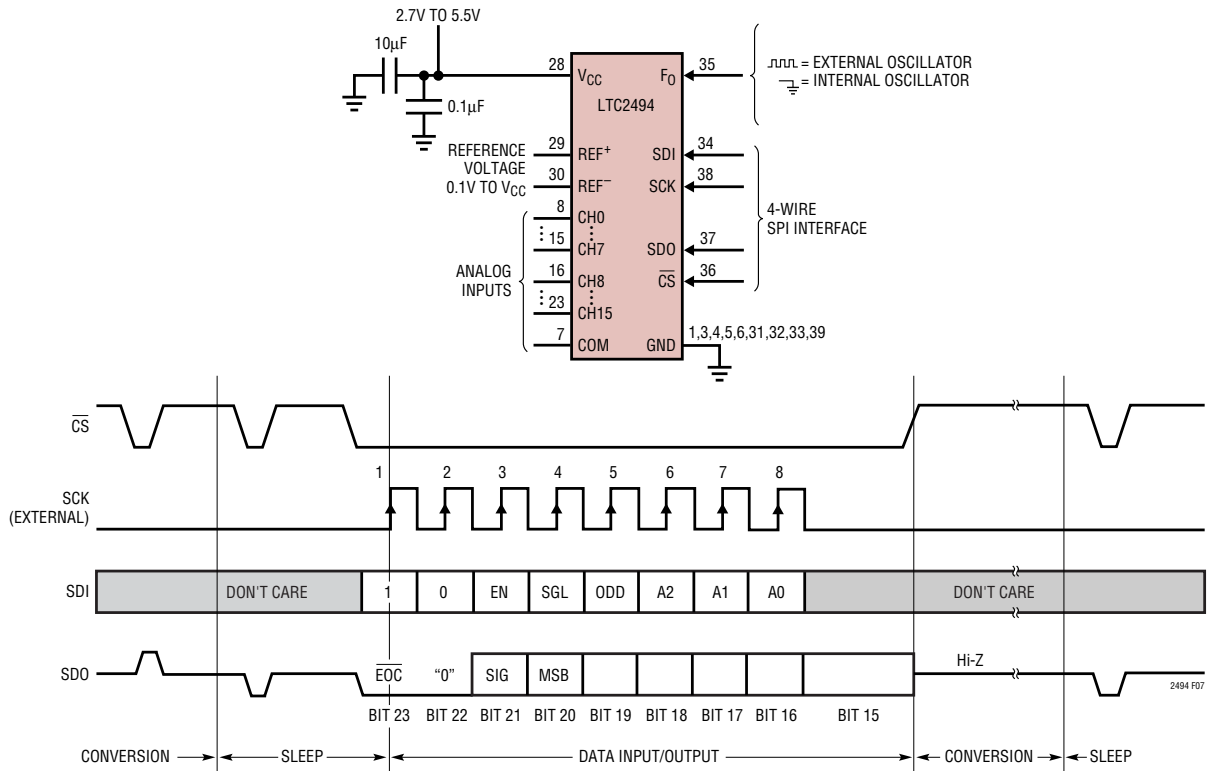 2.7V TO 5.5V
10µF
0.1µF
28
VCC
LTC2494
FO
35
= EXTERNAL OSCILLATOR
= INTERNAL OSCILLATOR
REFERENCE
VOLTAGE
0.1V TO VCC
29
REF+
30
REF–
SDI
34
SCK
38
4-WIRE
SPI INTERFACE
SDO
37
CS
36
ANALOG
INPUTS
8
CH0
15
CH7
16
CH8
23
CH15
7
COM
GND
1,3,4,5,6,31,32,33,39
CS
1 2 3 4 5 6 7 8
SCK
(EXTERNAL)
SDI DON'T CARE 1 0 EN SGL ODD A2 A1 A0 DON'T CARE
SDO EOC “0” SIG MSB Hi-Z
2494 F07
BIT 23 BIT 22 BIT 21 BIT 20 BIT 19 BIT 18 BIT 17 BIT 16 BIT 15
CONVERSION SLEEP DATA INPUT/OUTPUT CONVERSION SLEEP